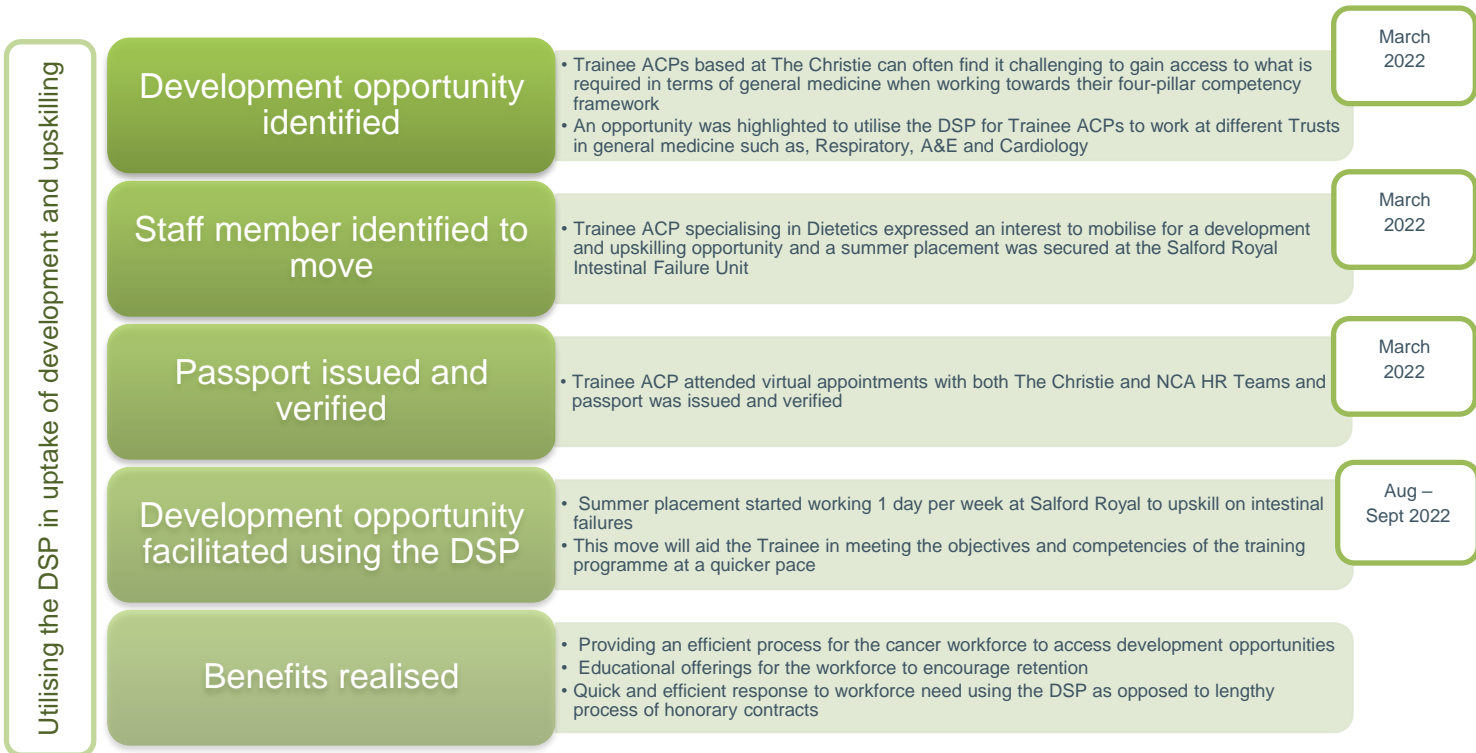 Utilising the DSP in uptake of development and upskilling
Development opportunity
identified
• Trainee ACPs based at The Christie can often find it challenging to gain access to what is
required in terms of general medicine when working towards their four-pillar competency
framework
• An opportunity was highlighted to utilise the DSP for Trainee ACPs to work at different Trusts
in general medicine such as, Respiratory, A&E and Cardiology
March
2022
Staff member identified to
move
• Trainee ACP specialising in Dietetics expressed an interest to mobilise for a development
and upskilling opportunity and a summer placement was secured at the Salford Royal
Intestinal Failure Unit
March
2022
Passport issued and
verified
• Trainee ACP attended virtual appointments with both The Christie and NCA HR Teams and
passport was issued and verified
March
2022
Development opportunity
facilitated using the DSP
• Summer placement started working 1 day per week at Salford Royal to upskill on intestinal
failures
• This move will aid the Trainee in meeting the objectives and competencies of the training
programme at a quicker pace
Aug –
Sept 2022
Benefits realised
• Providing an efficient process for the cancer workforce to access development opportunities
• Educational offerings for the workforce to encourage retention
• Quick and efficient response to workforce need using the DSP as opposed to lengthy
process of honorary contracts